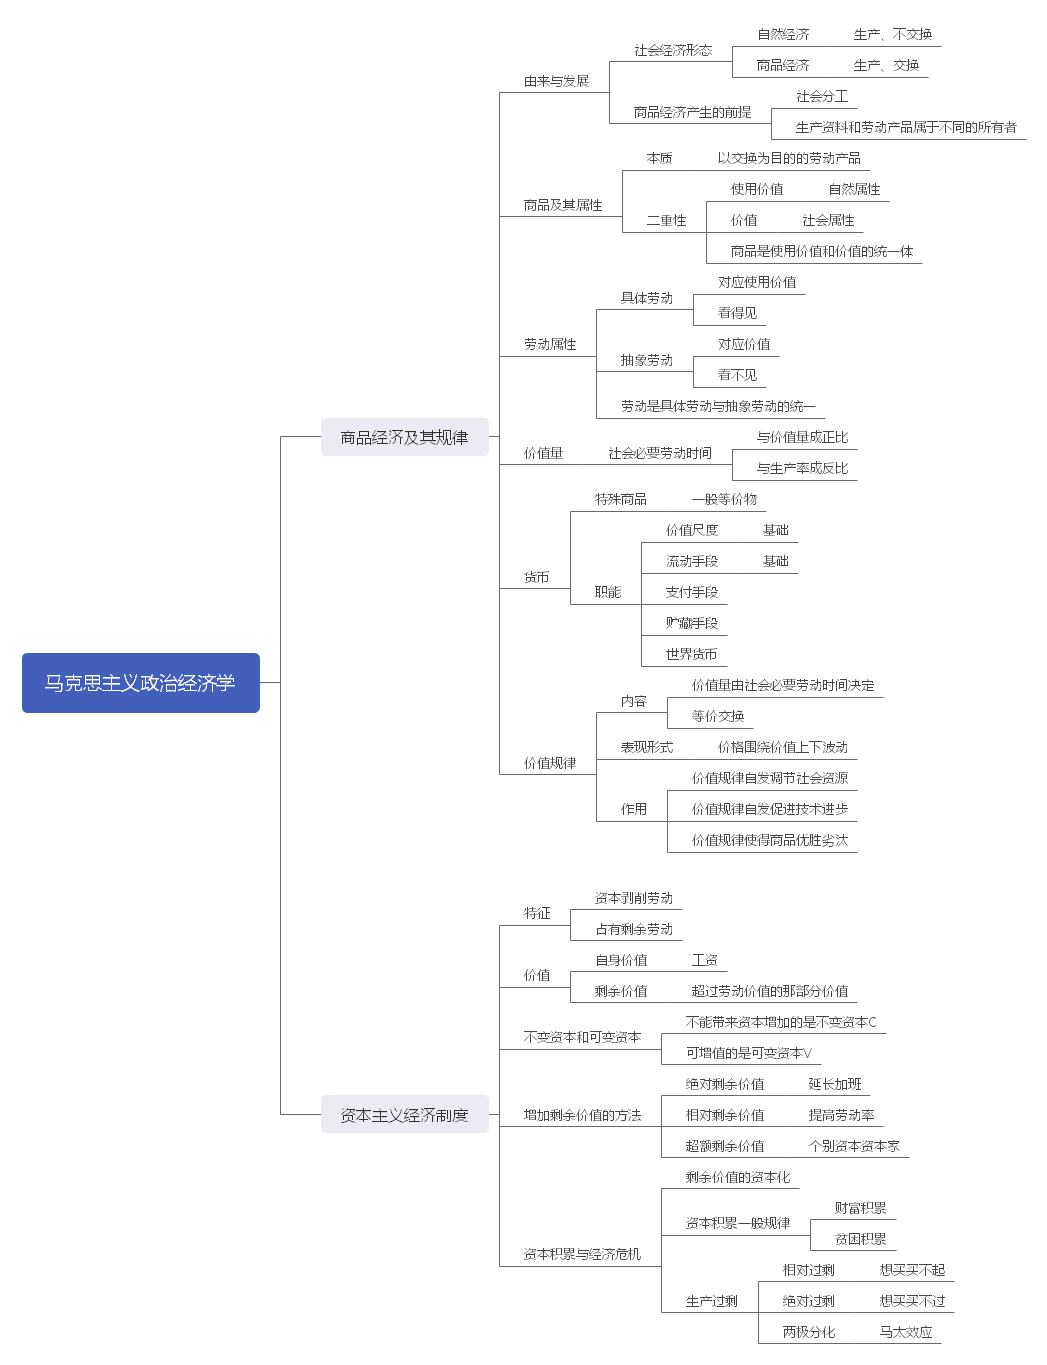 马克思主义政治经济学
商品经济及其规律
由来与发展
社会经济形态
自然经济
生产、不交换
商品经济
生产、交换
商品经济产生的前提
社会分工
生产资料和劳动产品属于不同的所有者
商品及其属性
本质
以交换为目的的劳动产品
二重性
使用价值
自然属性
价值
社会属性
商品是使用价值和价值的统一体
劳动属性
具体劳动
对应使用价值
看得见
抽象劳动
对应价值
看不见
劳动是具体劳动与抽象劳动的统一
价值量
社会必要劳动时间
与价值量成正比
与生产率成反比
货币
特殊商品
一般等价物
职能
价值尺度
基础
流动手段
基础
支付手段
贮藏手段
世界货币
价值规律
内容
价值量由社会必要劳动时间决定
等价交换
表现形式
价格围绕价值上下波动
作用
价值规律自发调节社会资源
价值规律自发促进技术进步
价值规律使得商品优胜劣汰
资本主义经济制度
特征
资本剥削劳动
占有剩余劳动
价值
自身价值
工资
剩余价值
超过劳动价值的那部分价值
不变资本和可变资本
不能带来资本增加的是不变资本C
可增值的是可变资本V
增加剩余价值的方法
绝对剩余价值
延长加班
相对剩余价值
提高劳动率
超额剩余价值
个别资本资本家
资本积累与经济危机
剩余价值的资本化
资本积累一般规律
财富积累
贫困积累
生产过剩
相对过剩
想买买不起
绝对过剩
想买买不过
两极分化
马太效应